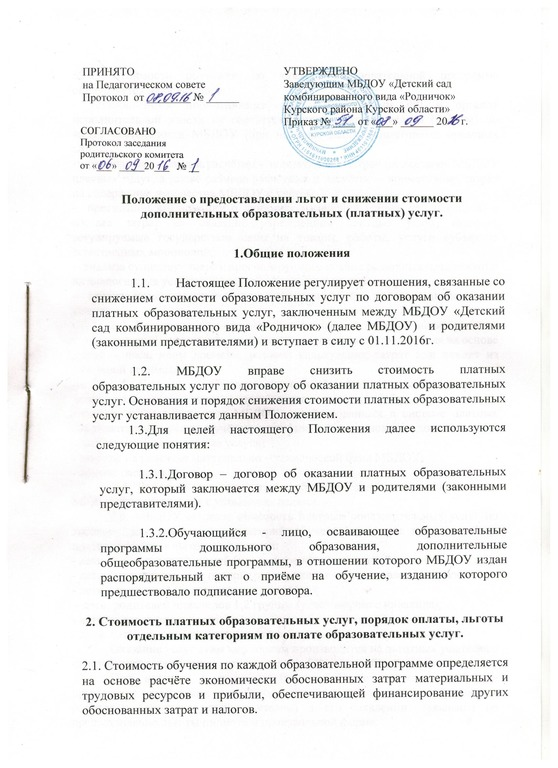 ПРИНЯТО
на Педагогическом совете
Протокол от 08.09.16 № 1
СОГЛАСОВАНО
Протокол заседания
родительского комитета
от «06» 09 20 16 № 1
УТВЕРЖДЕНО
Заведующим МБДОУ «Детский сад
комбинированного вида «Родничок»
Курского района Курской области»
Приказ № 51 от «08 » 09 2016 г.
Положение о предоставлении льгот и снижении стоимости
дополнительных образовательных (платных) услуг.
1.Общие положения
1.1. Настоящее Положение регулирует отношения, связанные со
снижением стоимости образовательных услуг по договорам об оказании
платных образовательных услуг, заключенным между МБДОУ «Детский
сад комбинированного вида «Родничок» (далее МБДОУ) и родителями
(законными представителями) и вступает в силу с 01.11.2016г.
1.2. МБДОУ вправе снизить стоимость платных
образовательных услуг по договору об оказании платных образовательных
услуг. Основания и порядок снижения стоимости платных образовательных
услуг устанавливается данным Положением.
1.3.Для целей настоящего Положения далее используются
следующие понятия:
1.3.1.Договор – договор об оказании платных образовательных
услуг, который заключается между МБДОУ и родителями (законными
представителями).
1.3.2.Обучающийся - лицо, осваивающее образовательные
программы дошкольного образования, дополнительные
общеобразовательные программы, в отношении которого МБДОУ издан
распорядительный акт о приёме на обучение, изданию которого
предшествовало подписание договора.
2. Стоимость платных образовательных услуг, порядок оплаты, льготы
отдельным категориям по оплате образовательных услуг.
2.1. Стоимость обучения по каждой образовательной программе определяется
на основе расчёте экономически обоснованных затрат материальных и
трудовых ресурсов и прибыли, обеспечивающей финансирование других
обоснованных затрат и налогов.